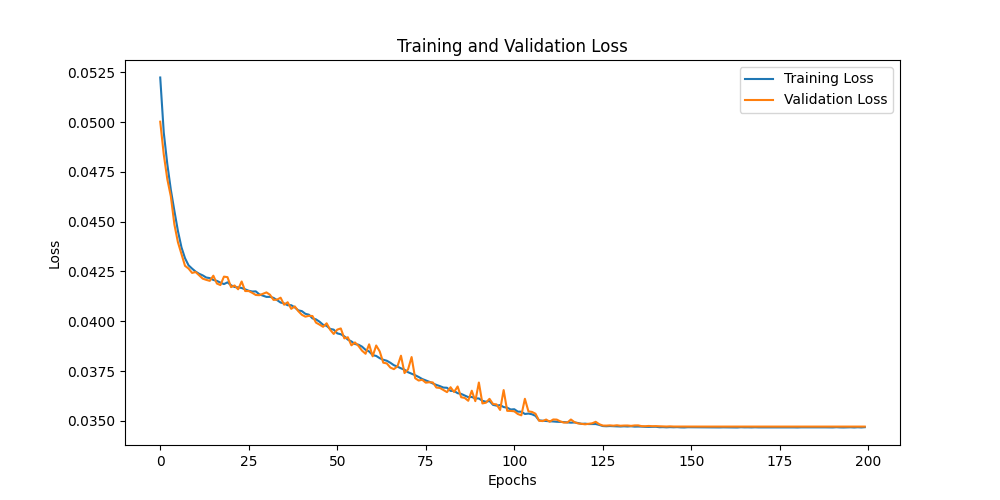 Training and Validation Loss
Training Loss
Validation Loss
0.0525
0.0500
0.0475
0.0450
0.0425
0.0400
0.0375
0.0350
Loss
0 25 50 75 100 125 150 175 200
Epochs